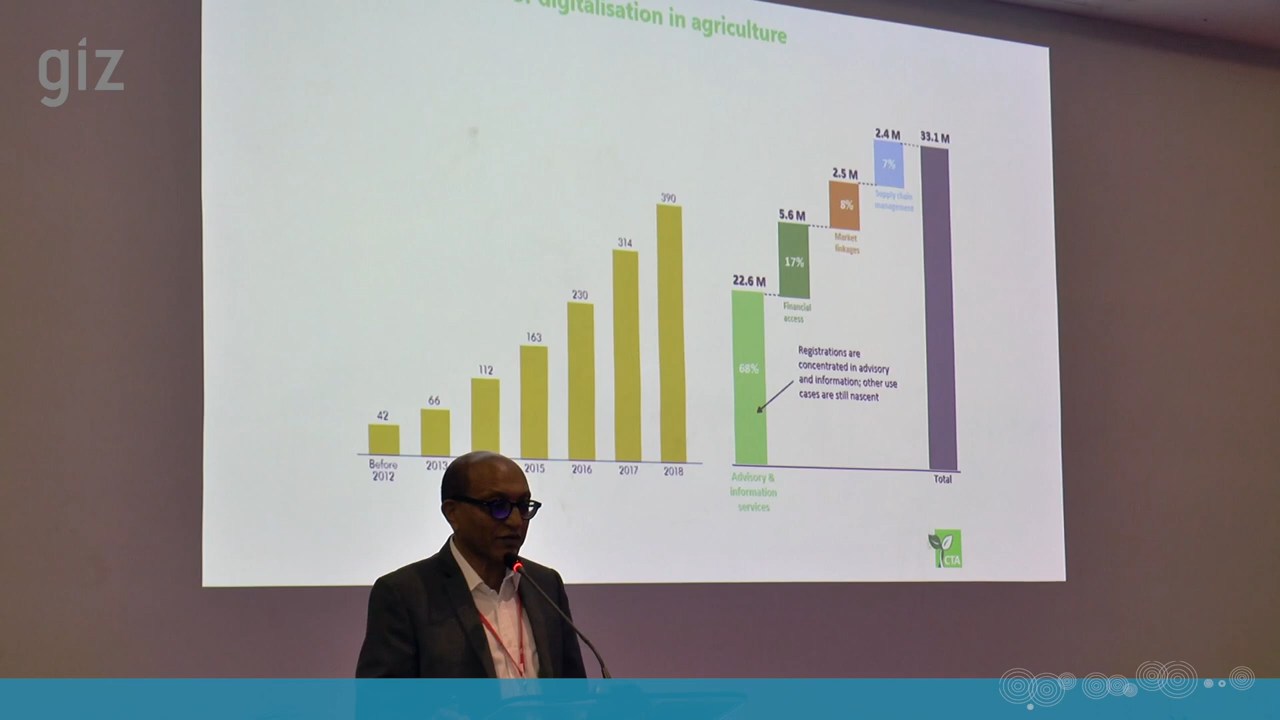 giz
of digitalisation in agriculture
42
66
112
163
230
314
390
Before
2012
2013
2015
2016
2017
2018
22.6 M
5.6 M
2.5 M
2.4 M
33.1 M
68%
17%
8%
7%
Advisory &
information
services
Financial
access
Market
linkages
Supply chain
management
Total
Registrations are
concentrated in advisory
and information; other use
cases are still nascent
CTA